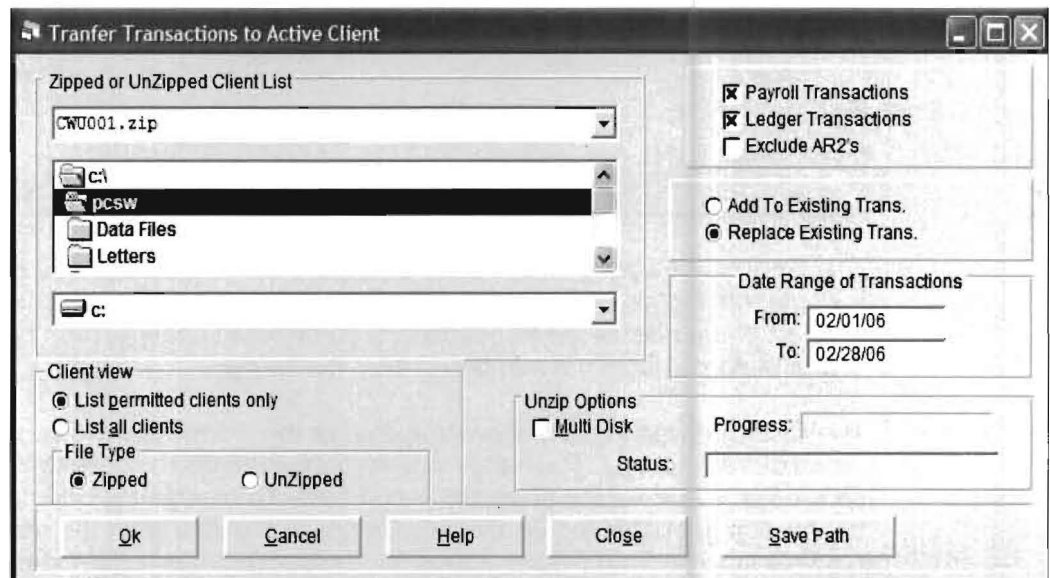 Tranfer Transactions to Active Client
Zipped or UnZipped Client List
CWU001.zip
c:\
pcsw
Data Files
Letters
c:
Client view
List permitted clients only
List all clients
File Type
Zipped
UnZipped
Payroll Transactions
Ledger Transactions
Exclude AR2's
Add To Existing Trans.
Replace Existing Trans.
Date Range of Transactions
From: 02/01/06
To: 02/28/06
Unzip Options
Multi Disk
Progress:
Status:
Ok
Cancel
Help
Close
Save Path